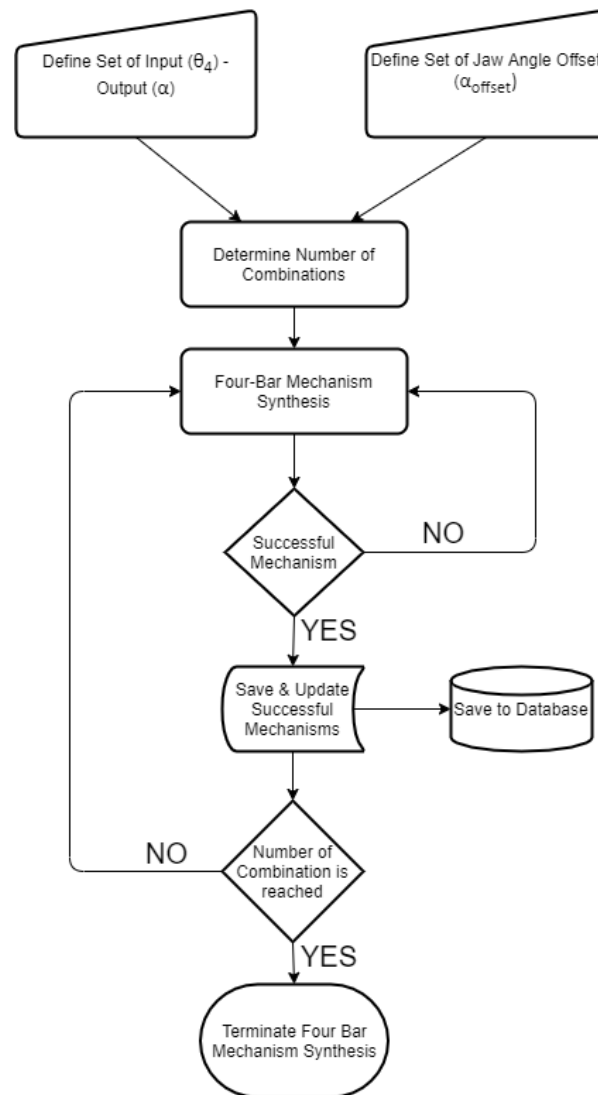 Define Set of Input (θ₄) -
Output (α)
Define Set of Jaw Angle Offset
(αoffset)
Determine Number of
Combinations
Four-Bar Mechanism
Synthesis
Successful
Mechanism
NO
YES
Save & Update
Successful
Mechanisms
Save to Database
Number of
Combination is
reached
NO
YES
Terminate Four Bar
Mechanism Synthesis